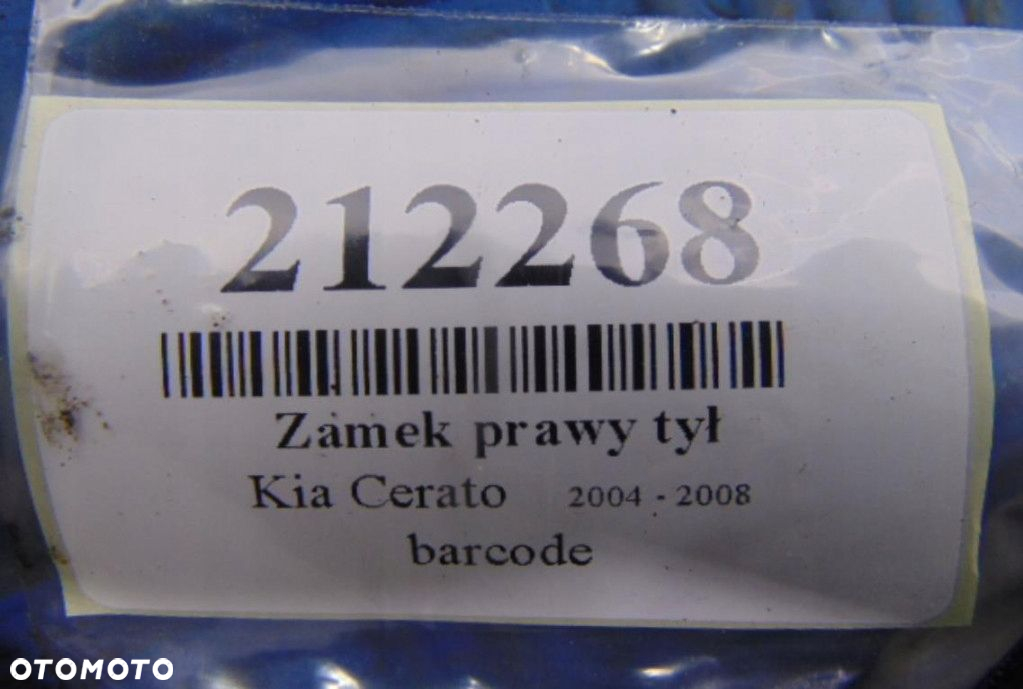 212268
Zamek prawy tył
Kia Cerato 2004 - 2008
barcode
OTOMOTO